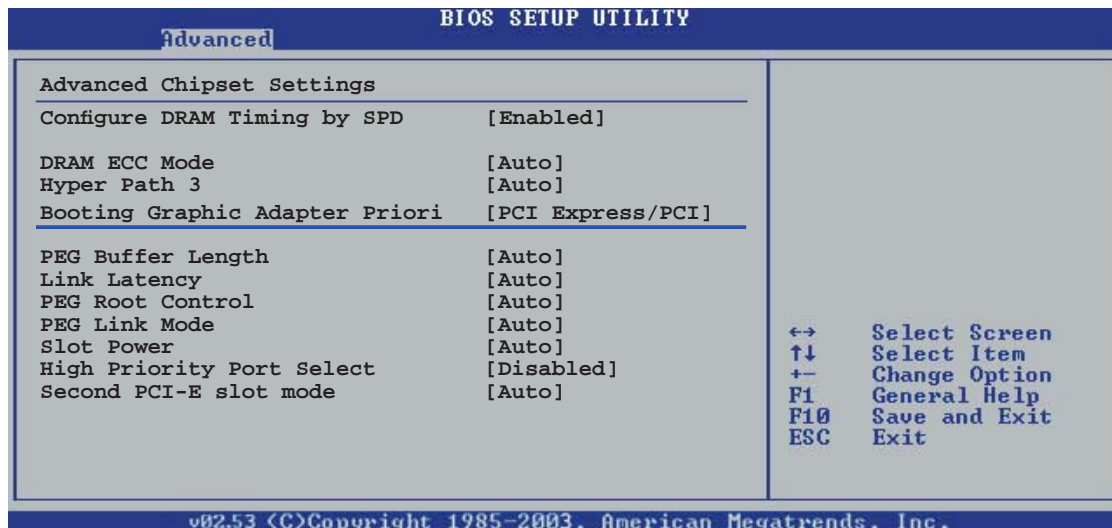 BIOS SETUP UTILITY
Advanced
Advanced Chipset Settings
Configure DRAM Timing by SPD [Enabled]
DRAM ECC Mode [Auto]
Hyper Path 3 [Auto]
Booting Graphic Adapter Priori [PCI Express/PCI]
PEG Buffer Length [Auto]
Link Latency [Auto]
PEG Root Control [Auto]
PEG Link Mode [Auto]
Slot Power [Auto]
High Priority Port Select [Disabled]
Second PCI-E slot mode [Auto]
←→ Select Screen
↑↓ Select Item
+- Change Option
F1 General Help
F10 Save and Exit
ESC Exit
v02.53 (C)Copyright 1985-2003, American Megatrends, Inc.